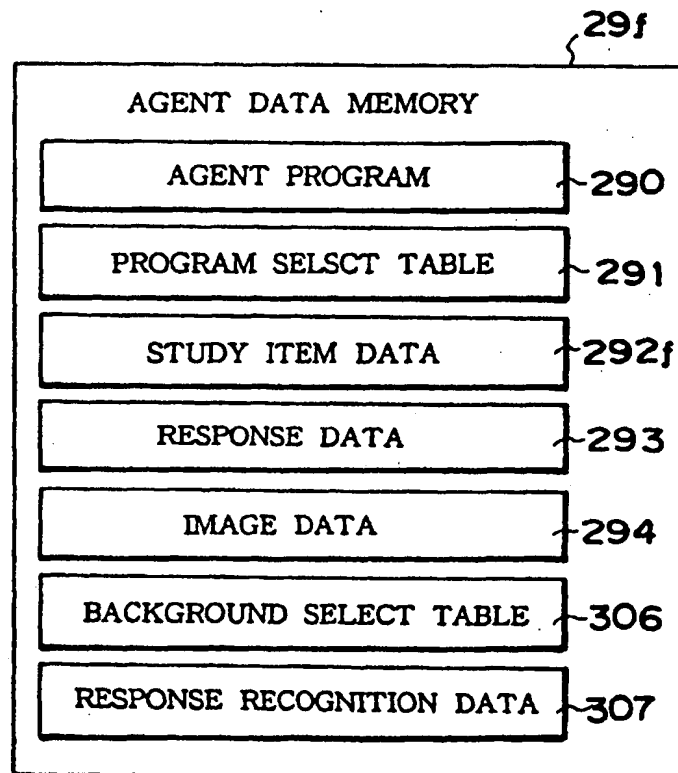 29f
AGENT DATA MEMORY
AGENT PROGRAM 290
PROGRAM SELSCT TABLE 291
STUDY ITEM DATA 292f
RESPONSE DATA 293
IMAGE DATA 294
BACKGROUND SELECT TABLE 306
RESPONSE RECOGNITION DATA 307